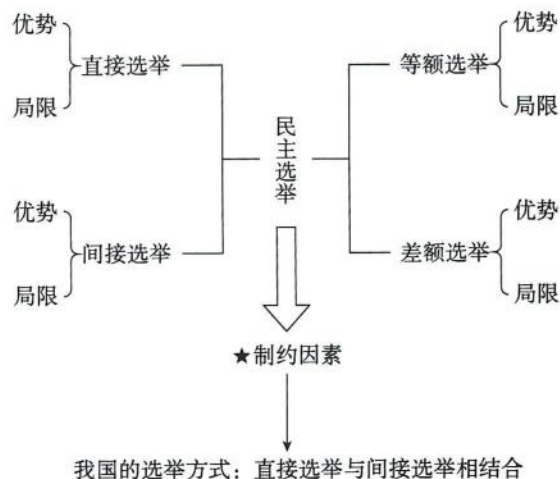 优势
直接选举
局限
优势
间接选举
局限
民主选举
优势
等额选举
局限
优势
差额选举
局限
★制约因素
我国的选举方式：直接选举与间接选举相结合